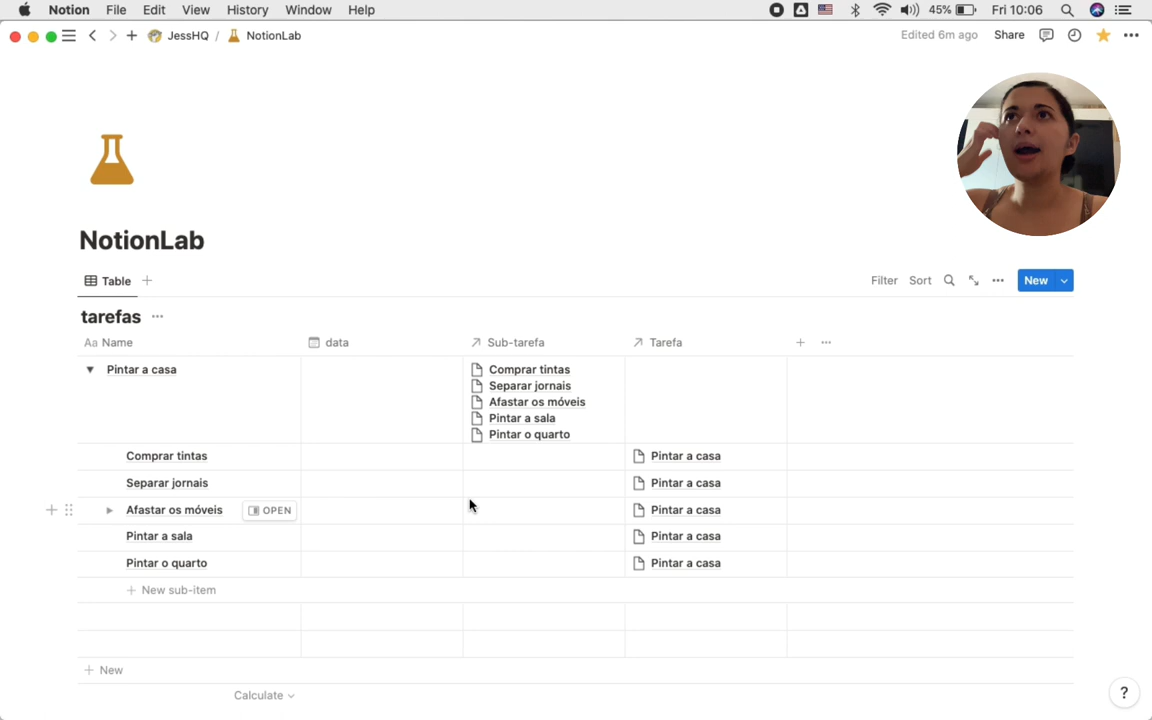 Notion File Edit View History Window Help 45% Fri 10:06
JessHQ / NotionLab Edited 6m ago Share
NotionLab
Table Filter Sort New
tarefas
Aa Name data Sub-tarefa Tarefa
Pintar a casa Comprar tintas
Separar jornais
Afastar os móveis
Pintar a sala
Pintar o quarto
Comprar tintas Pintar a casa
Separar jornais Pintar a casa
Afastar os móveis OPEN Pintar a casa
Pintar a sala Pintar a casa
Pintar o quarto Pintar a casa
+ New sub-item
+ New
Calculate
?